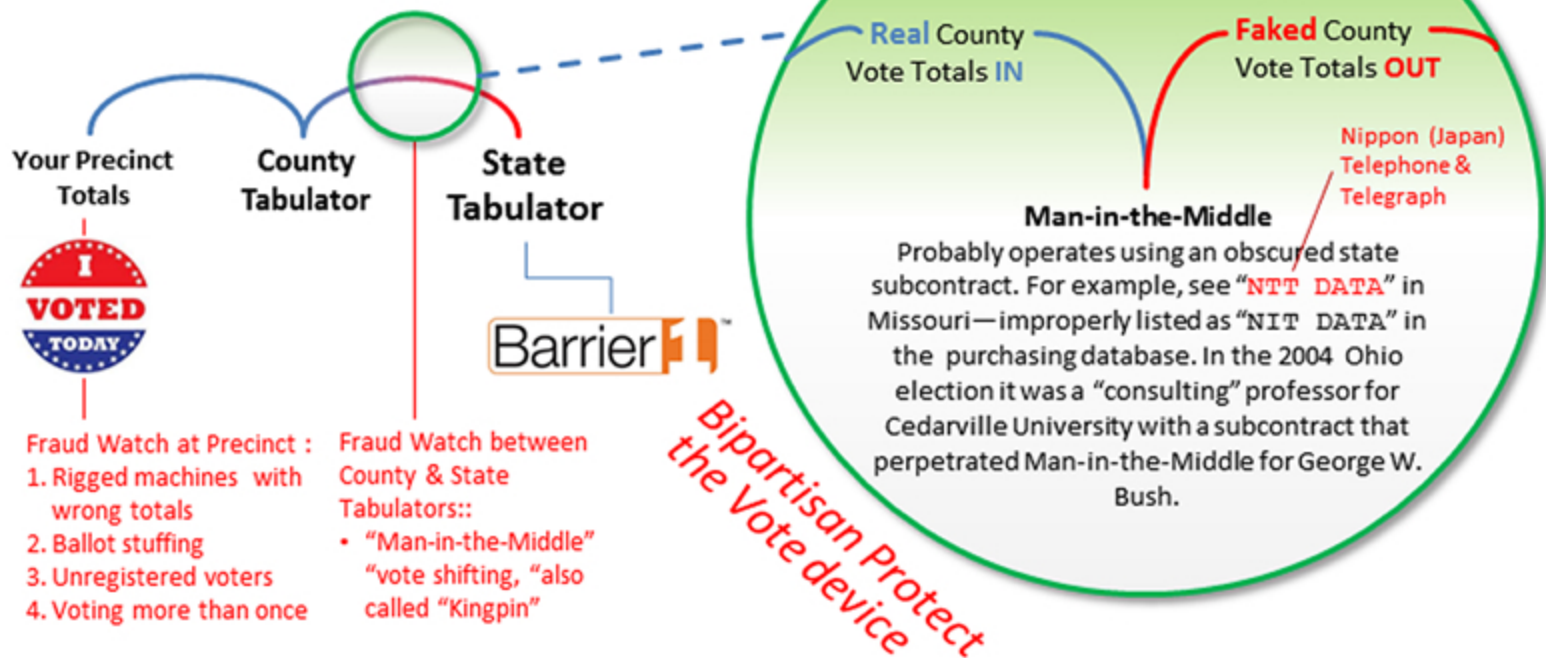 Your Precinct
Totals
I
VOTED
TODAY
Fraud Watch at Precinct :
1. Rigged machines with
wrong totals
2. Ballot stuffing
3. Unregistered voters
4. Voting more than once
County
Tabulator
Fraud Watch between
County & State
Tabulators::
• “Man-in-the-Middle”
“vote shifting, “also
called “Kingpin”
State
Tabulator
Barrier1™
Bipartisan Protect
the Vote device
Real County
Vote Totals IN
Faked County
Vote Totals OUT
Nippon (Japan)
Telephone &
Telegraph
Man-in-the-Middle
Probably operates using an obscured state
subcontract. For example, see “NTT DATA” in
Missouri—improperly listed as “NIT DATA” in
the purchasing database. In the 2004 Ohio
election it was a “consulting” professor for
Cedarville University with a subcontract that
perpetrated Man-in-the-Middle for George W.
Bush.